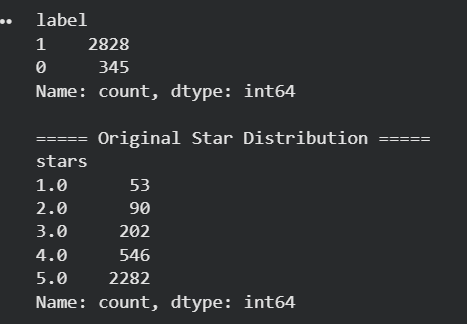 •• label
1    2828
0     345
Name: count, dtype: int64

===== Original Star Distribution =====
stars
1.0      53
2.0      90
3.0     202
4.0     546
5.0    2282
Name: count, dtype: int64